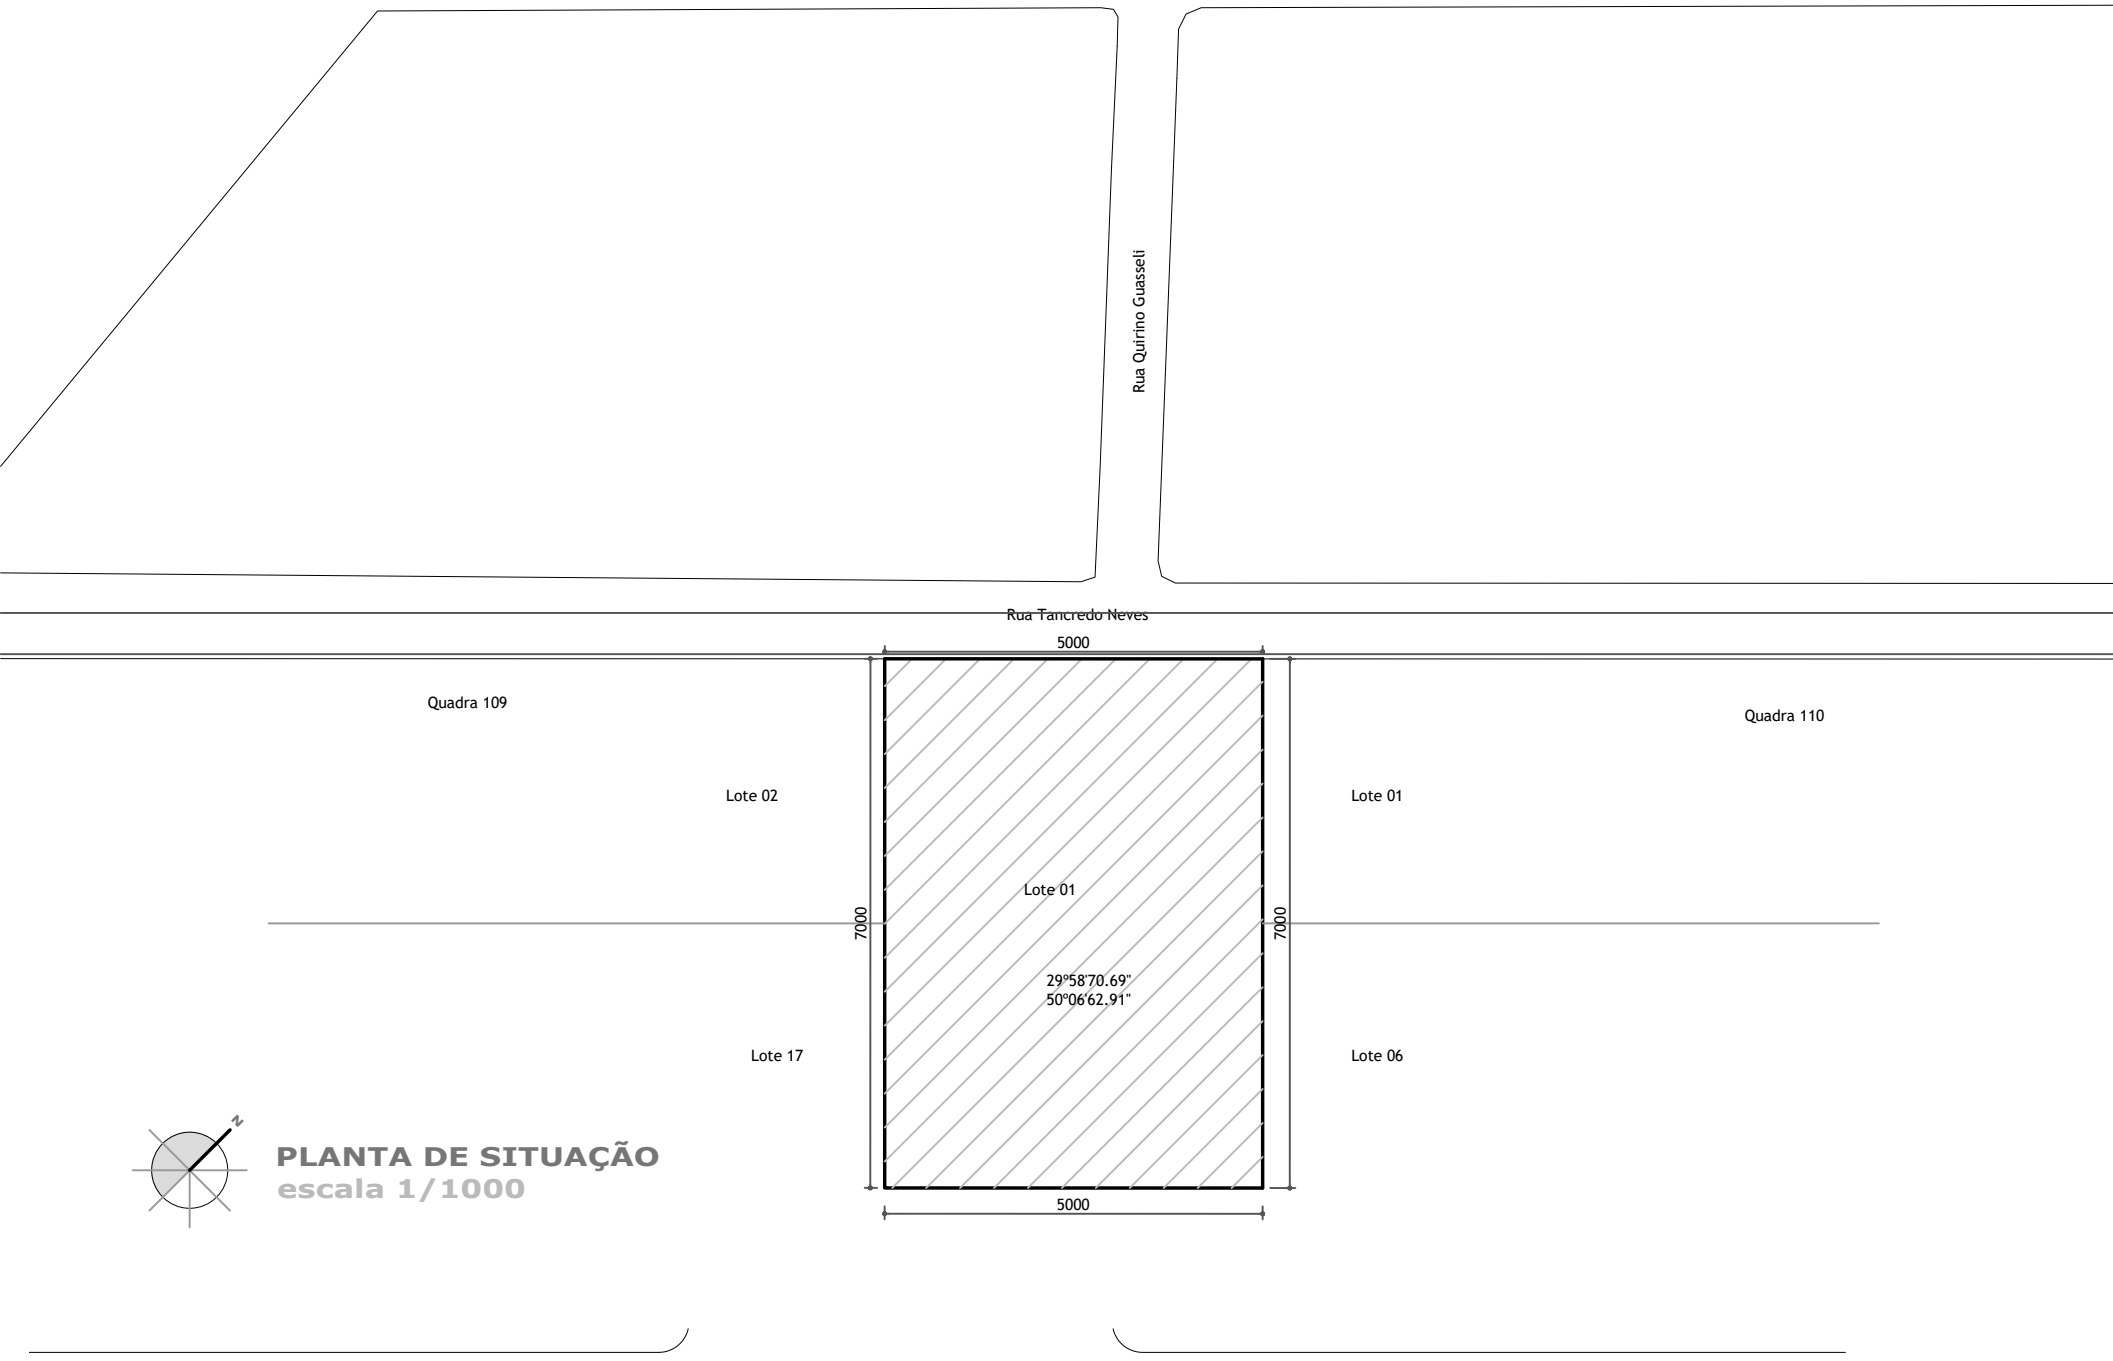 Rua Quirino Guasseli
Rua Tancredo Neves
5000
Quadra 109
Quadra 110
Lote 02
Lote 01
Lote 01
7000
7000
29º58'70.69"
50º06'62.91"
Lote 17
Lote 06
N
PLANTA DE SITUAÇÃO
escala 1/1000
5000